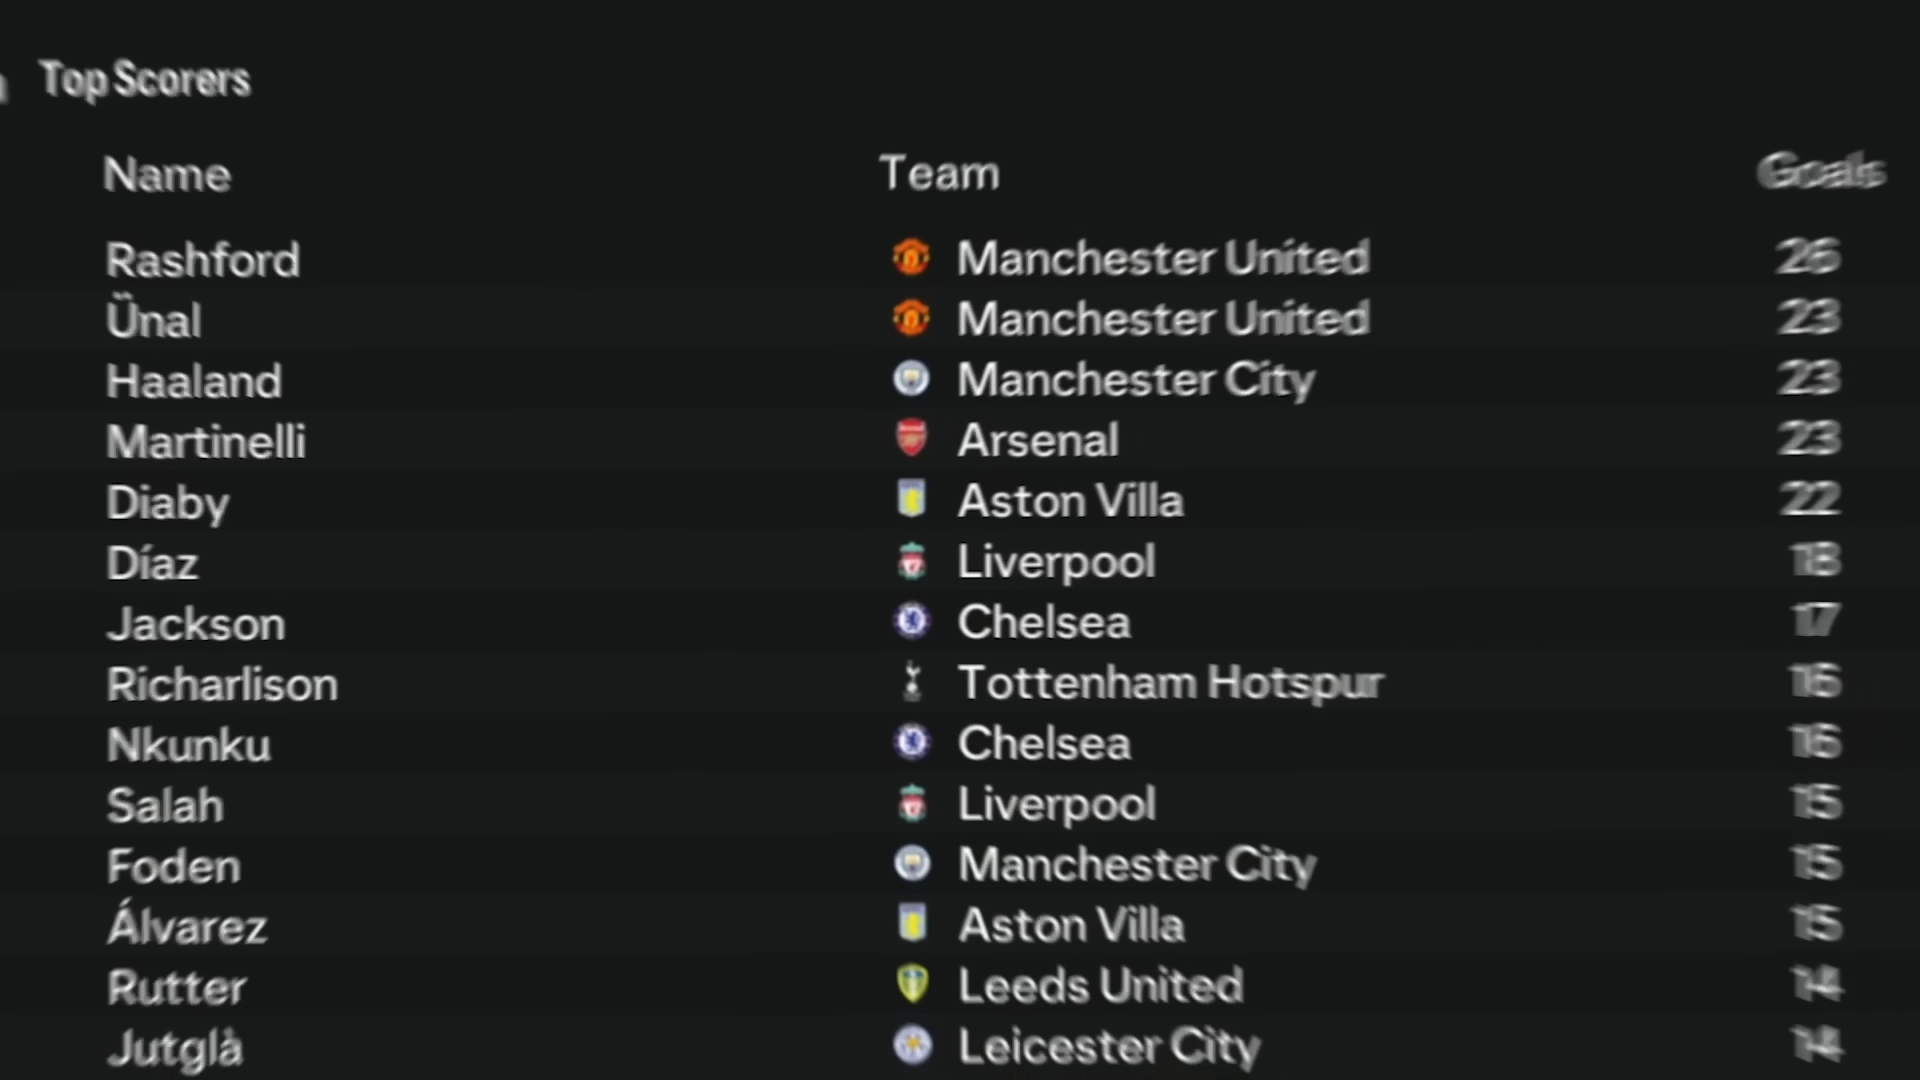 Top Scorers
Name Team Goals
Rashford Manchester United 26
Ünal Manchester United 23
Haaland Manchester City 23
Martinelli Arsenal 23
Diaby Aston Villa 22
Díaz Liverpool 18
Jackson Chelsea 17
Richarlison Tottenham Hotspur 16
Nkunku Chelsea 16
Salah Liverpool 15
Foden Manchester City 15
Álvarez Aston Villa 15
Rutter Leeds United 14
Jutglà Leicester City 14